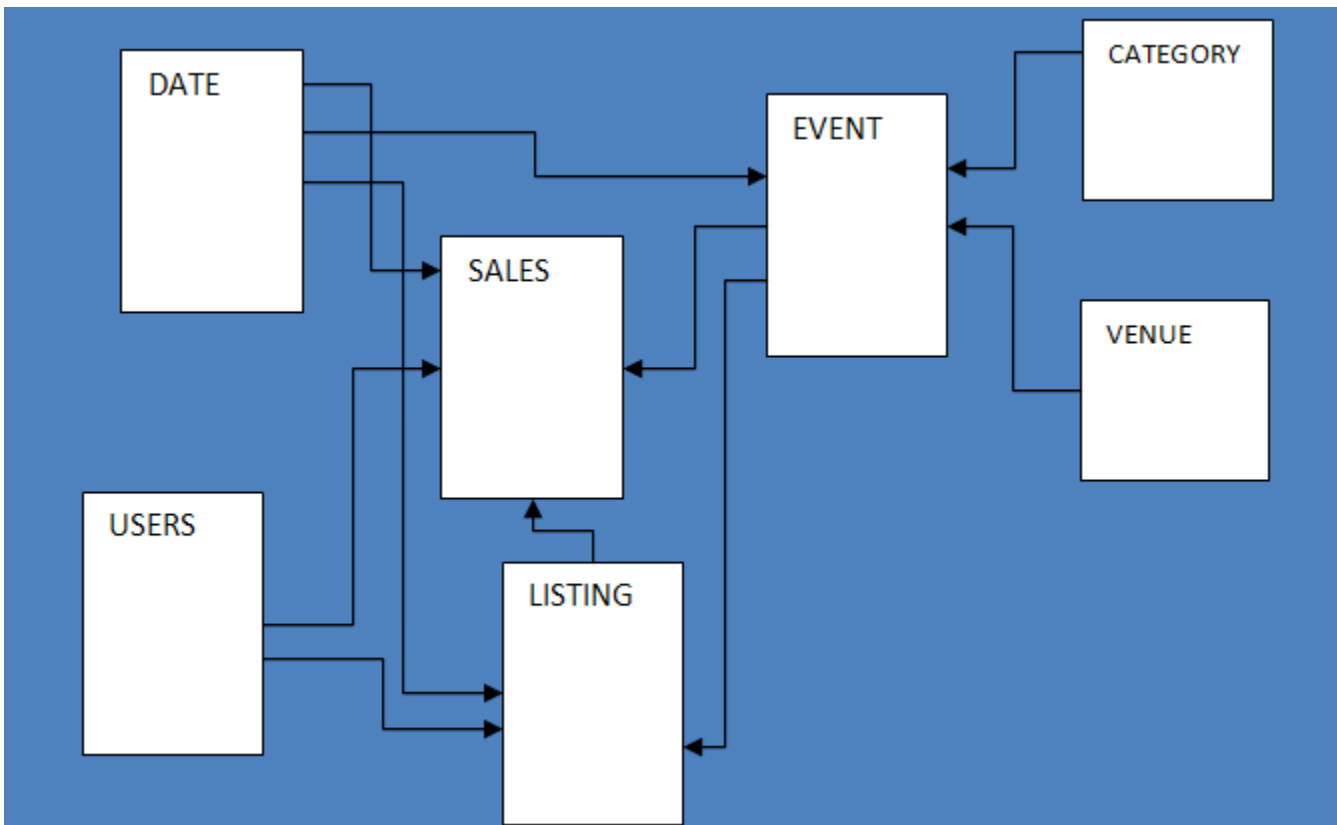 DATE
CATEGORY
EVENT
SALES
VENUE
USERS
LISTING